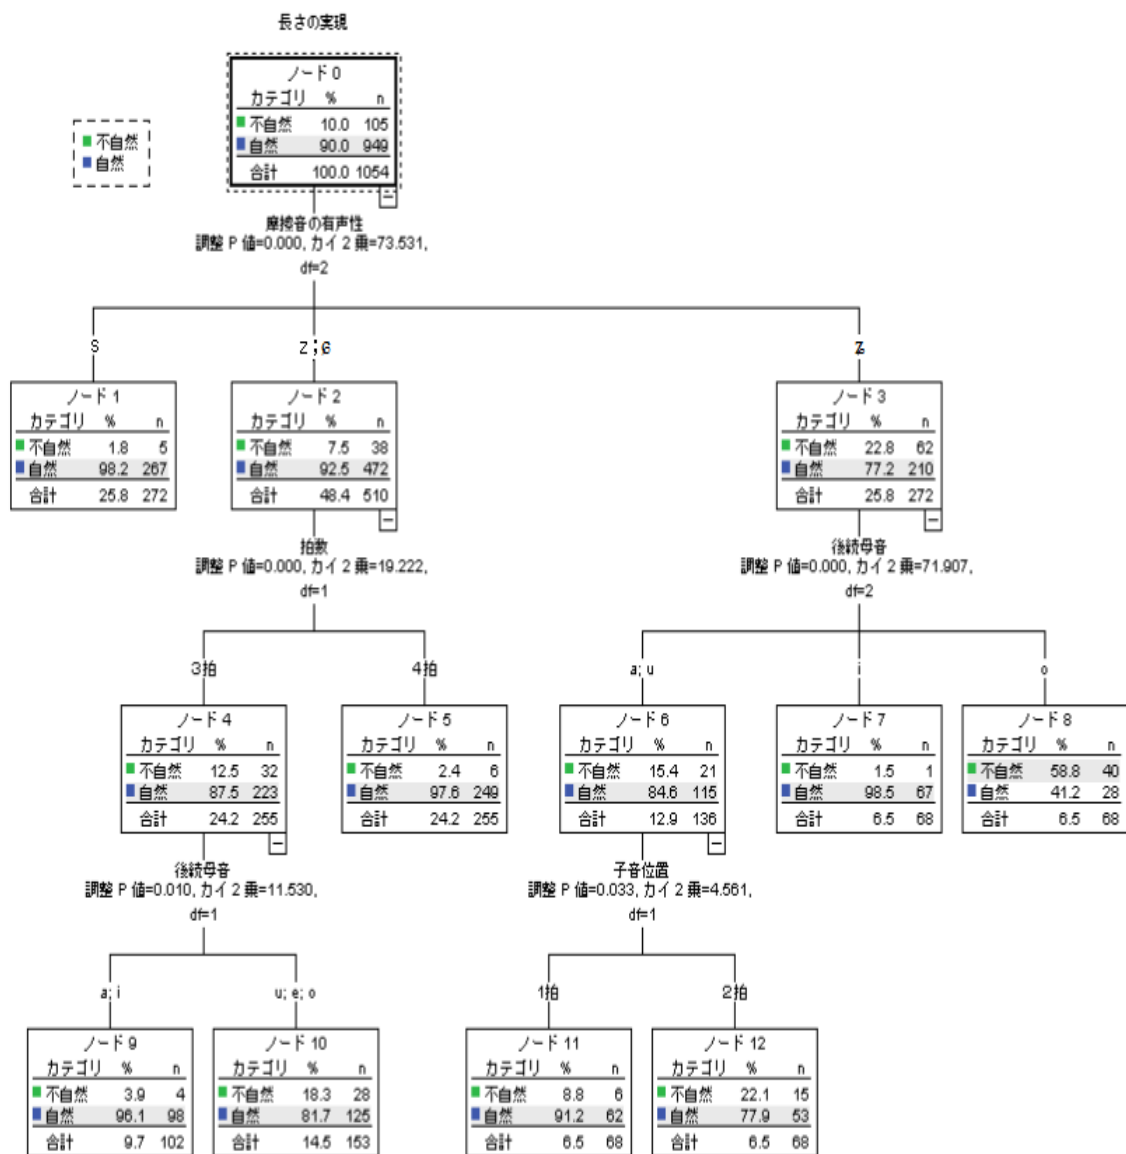 長さの実現
ノード 0
カテゴリ % n
不自然 10.0 105
自然 90.0 949
合計 100.0 1054
不自然
自然
摩擦音の有声性
調整 P 値=0.000, カイ 2 乗=73.531,
df=2
S
Z ;
ノード 1
カテゴリ % n
不自然 1.8 5
自然 98.2 267
合計 25.8 272
ノード 2
カテゴリ % n
不自然 7.5 38
自然 92.5 472
合計 48.4 510
ノード 3
カテゴリ % n
不自然 22.8 62
自然 77.2 210
合計 25.8 272
拍数
調整 P 値=0.000, カイ 2 乗=19.222,
df=1
後続母音
調整 P 値=0.000, カイ 2 乗=71.907,
df=2
3拍
4拍
a; u
i
o
ノード 4
カテゴリ % n
不自然 12.5 32
自然 87.5 223
合計 24.2 255
ノード 5
カテゴリ % n
不自然 2.4 6
自然 97.6 249
合計 24.2 255
ノード 6
カテゴリ % n
不自然 15.4 21
自然 84.6 115
合計 12.9 136
ノード 7
カテゴリ % n
不自然 1.5 1
自然 98.5 67
合計 6.5 68
ノード 8
カテゴリ % n
不自然 58.8 40
自然 41.2 28
合計 6.5 68
後続母音
調整 P 値=0.010, カイ 2 乗=11.530,
df=1
子音位置
調整 P 値=0.033, カイ 2 乗=4.561,
df=1
a; i
u; e; o
1拍
2拍
ノード 9
カテゴリ % n
不自然 3.9 4
自然 96.1 98
合計 9.7 102
ノード 10
カテゴリ % n
不自然 18.3 28
自然 81.7 125
合計 14.5 153
ノード 11
カテゴリ % n
不自然 8.8 6
自然 91.2 62
合計 6.5 68
ノード 12
カテゴリ % n
不自然 22.1 15
自然 77.9 53
合計 6.5 68